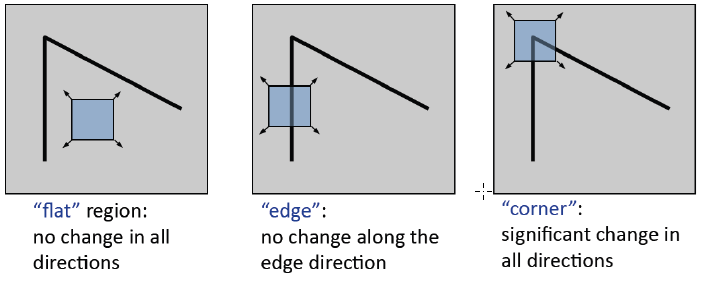 “flat” region:
no change in all
directions
“edge”:
no change along the
edge direction
“corner”:
significant change in
all directions